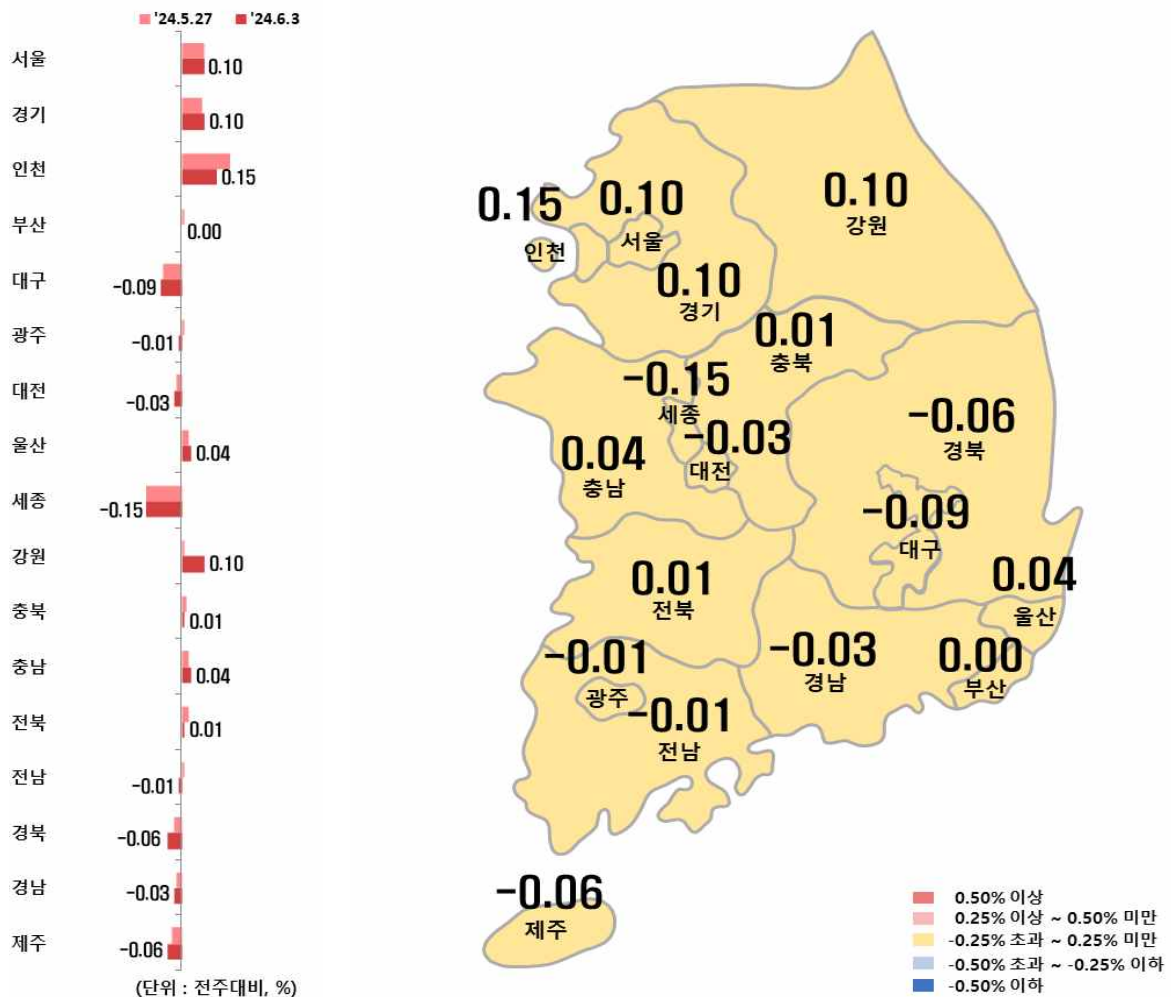 '24.5.27 '24.6.3
서울 0.10
경기 0.10
인천 0.15
부산 0.00
대구 -0.09
광주 -0.01
대전 -0.03
울산 0.04
세종 -0.15
강원 0.10
충북 0.01
충남 0.04
전북 0.01
전남 -0.01
경북 -0.06
경남 -0.03
제주 -0.06
(단위 : 전주대비, %)
0.15
인천
0.10
서울
0.10
강원
0.10
경기
0.01
충북
-0.15
세종
-0.03
대전
0.04
충남
-0.06
경북
-0.09
대구
0.04
울산
0.01
전북
-0.03
경남
0.00
부산
-0.01
광주
-0.01
전남
-0.06
제주
0.50% 이상
0.25% 이상 ~ 0.50% 미만
-0.25% 초과 ~ 0.25% 미만
-0.50% 초과 ~ -0.25% 이하
-0.50% 이하